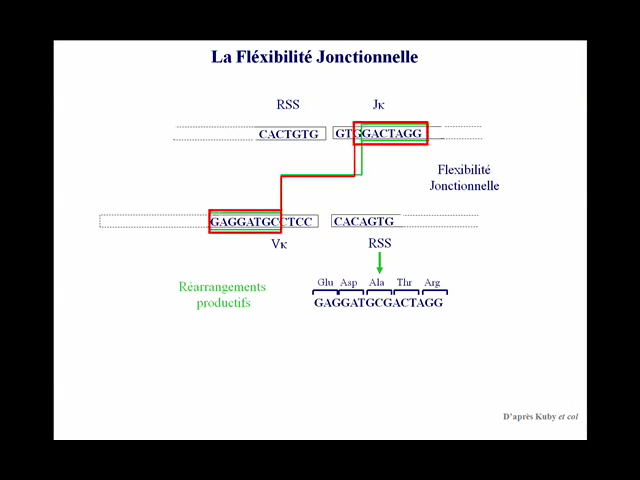 La Fléxibilité Jonctionnelle
RSS
Jκ
CACTGTG
GTGGACTAGG
Flexibilité
Jonctionnelle
GAGGATGCCTCC
CACAGTG
Vκ
RSS
Réarrangements
productifs
Glu Asp Ala Thr Arg
GAGGATGCGACTAGG
D'après Kuby et col